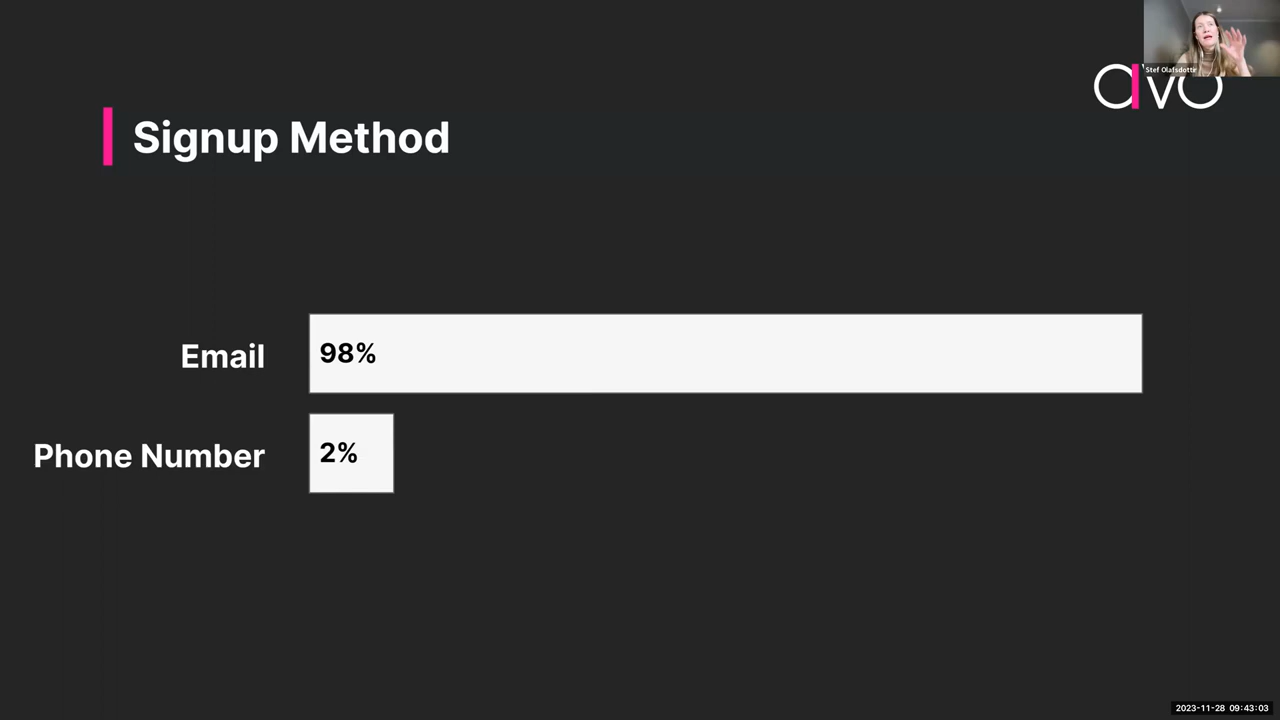 Stef Olafsdottir
avo
Signup Method
Email
98%
Phone Number
2%
2023-11-28 09:43:03